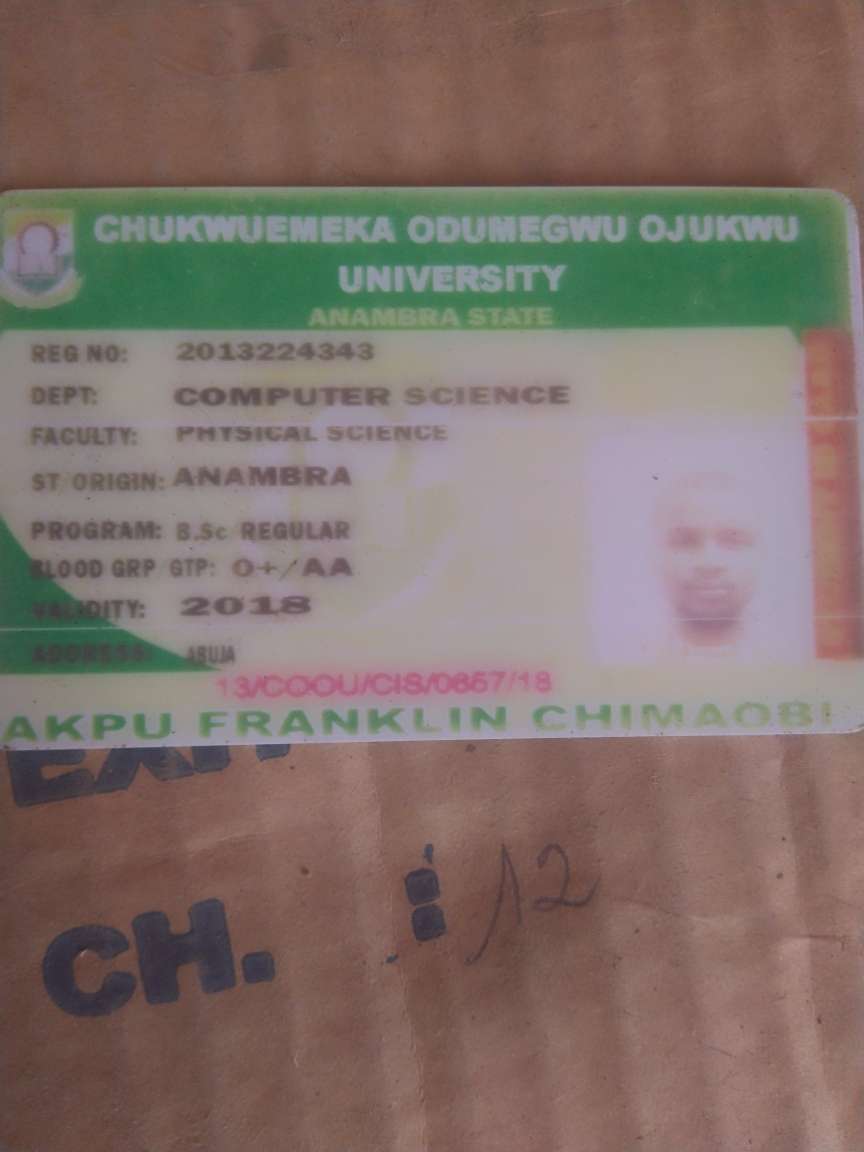 CHUKWUEMEKA ODUMEGWU OJUKWU
UNIVERSITY
ANAMBRA STATE
REG NO: 2013224343
DEPT: COMPUTER SCIENCE
FACULTY: PHYSICAL SCIENCE
ST ORIGIN: ANAMBRA
PROGRAM: B.Sc REGULAR
BLOOD GRP GTP: O+/AA
VALIDITY: 2018
ADDRESS: ABUJA
13/COOU/CIS/0657/18
AKPU FRANKLIN CHIMAOBI
CH. : 12